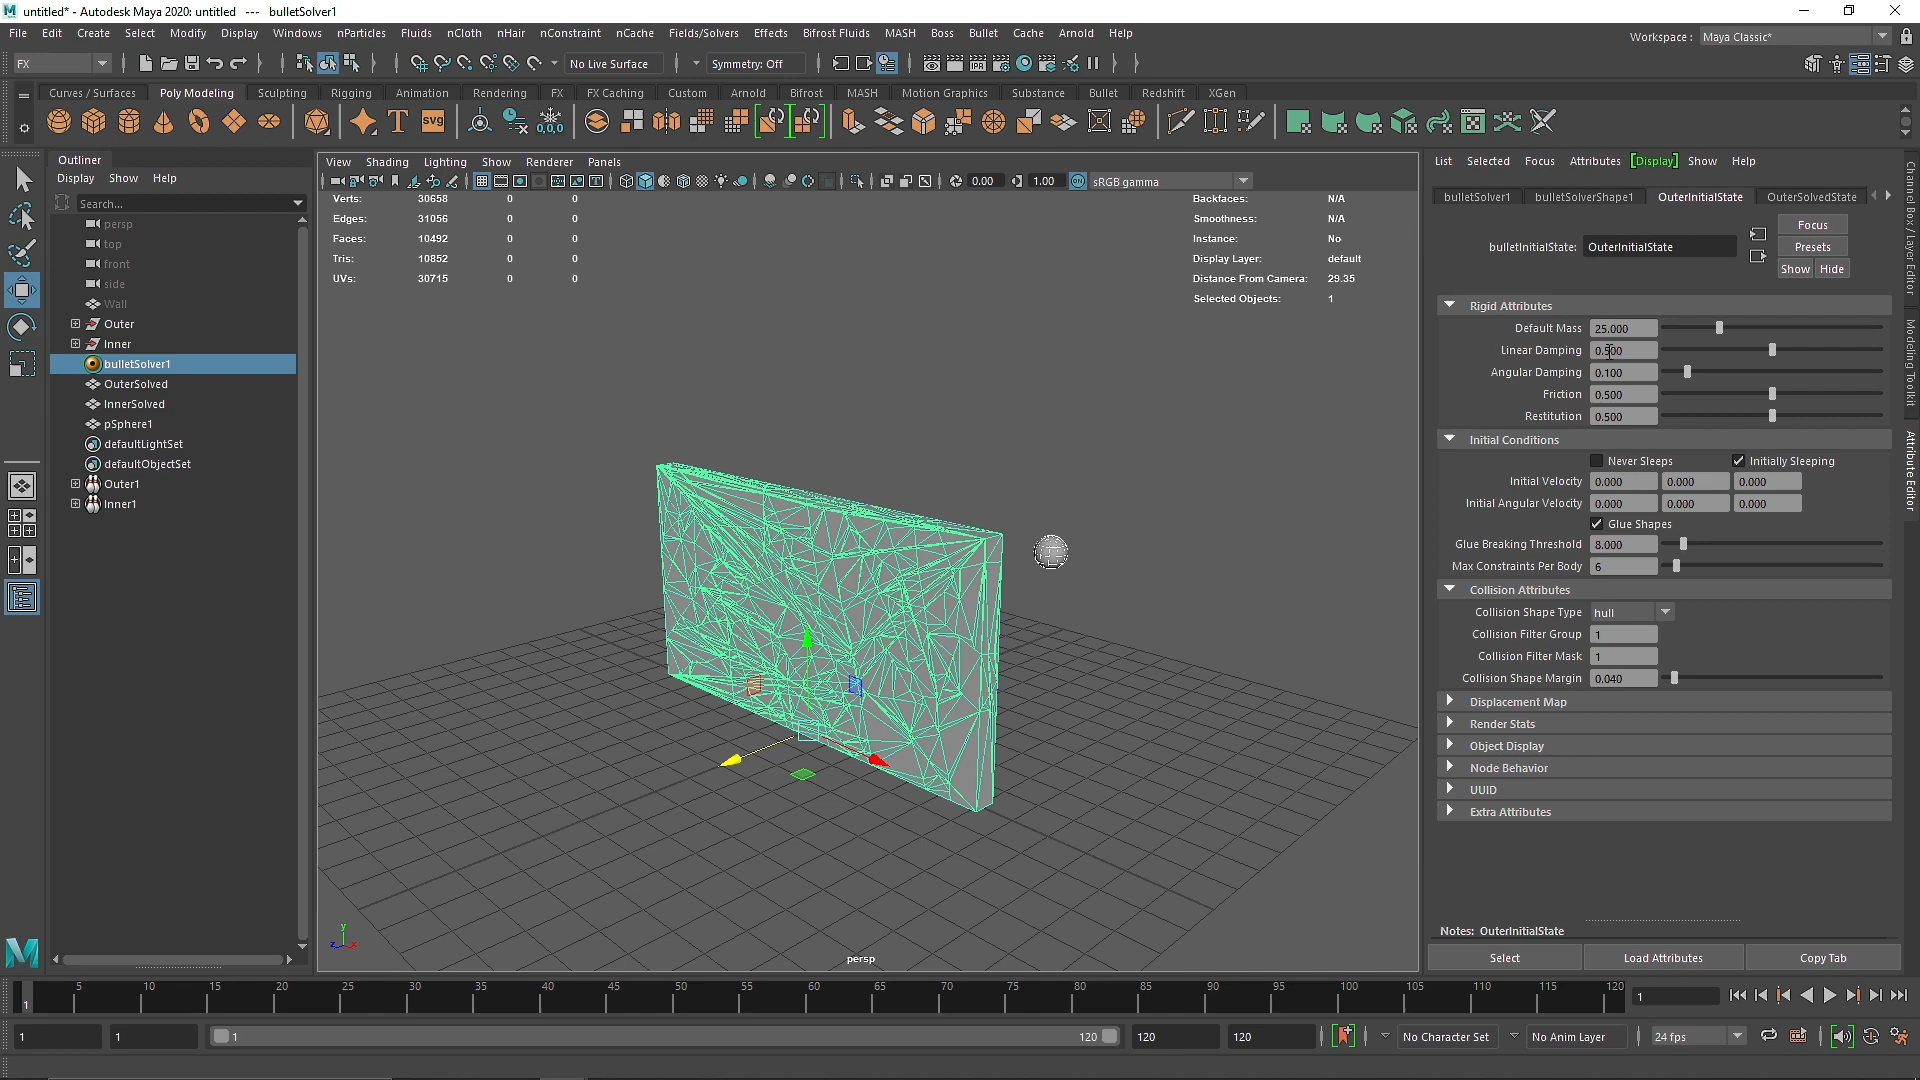 untitled* - Autodesk Maya 2020: untitled --- bulletSolver1
File Edit Create Select Modify Display Windows nParticles Fluids nCloth nHair nConstraint nCache Fields/Solvers Effects Bifrost Fluids MASH Boss Bullet Cache Arnold Help
Workspace : Maya Classic*
FX No Live Surface Symmetry: Off
Curves / Surfaces Poly Modeling Sculpting Rigging Animation Rendering FX FX Caching Custom Arnold Bifrost MASH Motion Graphics Substance Bullet Redshift XGen
SVG 0,0,0
Outliner
Display Show Help
Search...
persp
top
front
side
Wall
Outer
Inner
bulletSolver1
OuterSolved
InnerSolved
pSphere1
defaultLightSet
defaultObjectSet
Outer1
Inner1
View Shading Lighting Show Renderer Panels
0.00 1.00 ON sRGB gamma
Verts: 30658 0 0
Edges: 31056 0 0
Faces: 10492 0 0
Tris: 10852 0 0
UVs: 30715 0 0
Backfaces: N/A
Smoothness: N/A
Instance: No
Display Layer: default
Distance From Camera: 29.35
Selected Objects: 1
y
z x
persp
List Selected Focus Attributes [Display] Show Help
bulletSolver1 bulletSolverShape1 OuterInitialState OuterSolvedState
bulletInitialState: OuterInitialState
Focus
Presets
Show Hide
Rigid Attributes
Default Mass 25.000
Linear Damping 0.500
Angular Damping 0.100
Friction 0.500
Restitution 0.500
Initial Conditions
Never Sleeps Initially Sleeping
Initial Velocity 0.000 0.000 0.000
Initial Angular Velocity 0.000 0.000 0.000
Glue Shapes
Glue Breaking Threshold 8.000
Max Constraints Per Body 6
Collision Attributes
Collision Shape Type hull
Collision Filter Group 1
Collision Filter Mask 1
Collision Shape Margin 0.040
Displacement Map
Render Stats
Object Display
Node Behavior
UUID
Extra Attributes
Notes: OuterInitialState
Select Load Attributes Copy Tab
Channel Box / Layer Editor
Modeling Toolkit
Attribute Editor
1 5 10 15 20 25 30 35 40 45 50 55 60 65 70 75 80 85 90 95 100 105 110 115 120 1
1 1 1 120 120 120 No Character Set No Anim Layer 24 fps